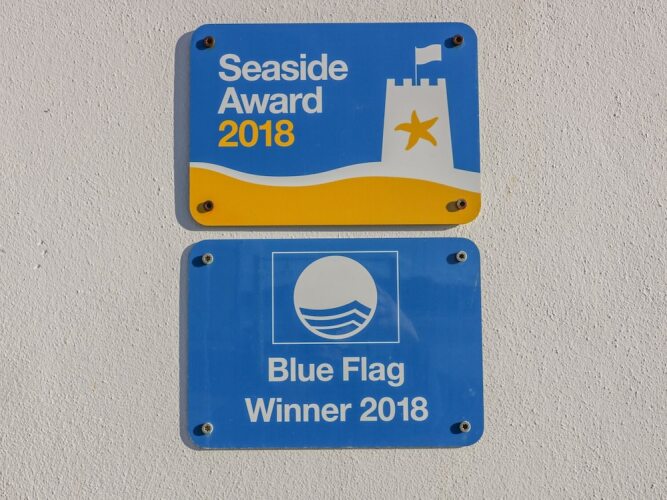 Seaside
Award
2018
Blue Flag
Winner 2018